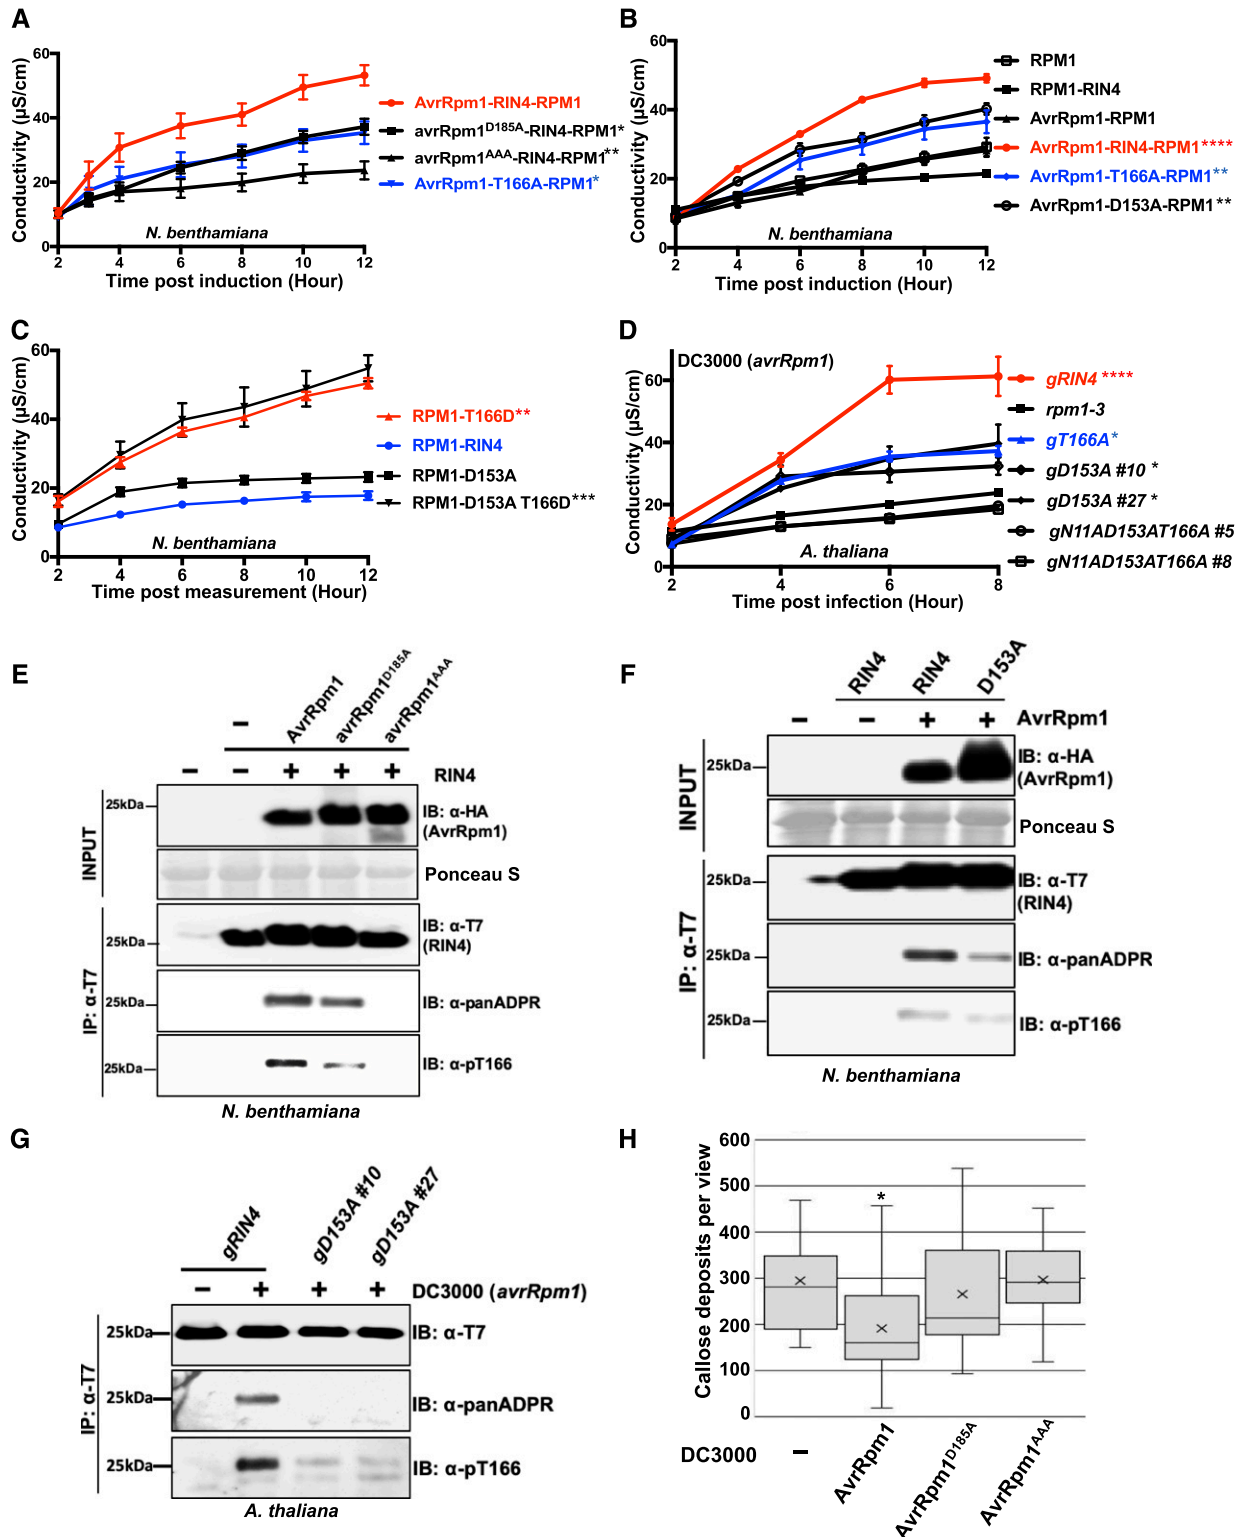 A
Conductivity (µS/cm)
60
40
20
0
2
4
6
8
10
12
N. benthamiana
Time post induction (Hour)
AvrRpm1-RIN4-RPM1
avrRpm1D185A-RIN4-RPM1*
avrRpm1AAA-RIN4-RPM1**
AvrRpm1-T166A-RPM1*
B
Conductivity (µS/cm)
60
40
20
0
2
4
6
8
10
12
N. benthamiana
Time post induction (Hour)
RPM1
RPM1-RIN4
AvrRpm1-RPM1
AvrRpm1-RIN4-RPM1****
AvrRpm1-T166A-RPM1**
AvrRpm1-D153A-RPM1**
C
Conductivity (µS/cm)
60
40
20
0
2
4
6
8
10
12
N. benthamiana
Time post measurement (Hour)
RPM1-T166D**
RPM1-RIN4
RPM1-D153A
RPM1-D153A T166D***
D
DC3000 (avrRpm1)
Conductivity (µS/cm)
60
40
20
0
2
4
6
8
A. thaliana
Time post infection (Hour)
gRIN4 ****
rpm1-3
gT166A*
gD153A #10 *
gD153A #27 *
gN11AD153AT166A #5
gN11AD153AT166A #8
E
– AvrRpm1 avrRpm1D185A avrRpm1AAA
– – + + + RIN4
INPUT
25kDa
IB: α-HA
(AvrRpm1)
Ponceau S
IP: α-T7
25kDa
IB: α-T7
(RIN4)
25kDa
IB: α-panADPR
25kDa
IB: α-pT166
N. benthamiana
F
RIN4 RIN4 D153A
– – + + AvrRpm1
INPUT
25kDa
IB: α-HA
(AvrRpm1)
Ponceau S
IP: α-T7
25kDa
IB: α-T7
(RIN4)
25kDa
IB: α-panADPR
25kDa
IB: α-pT166
N. benthamiana
G
gRIN4 gD153A #10 gD153A #27
– + + + DC3000 (avrRpm1)
IP: α-T7
25kDa
IB: α-T7
25kDa
IB: α-panADPR
25kDa
IB: α-pT166
A. thaliana
H
Callose deposits per view
600
500
400
300
200
100
0
*
DC3000 – AvrRpm1 AvrRpm1D185A AvrRpm1AAA